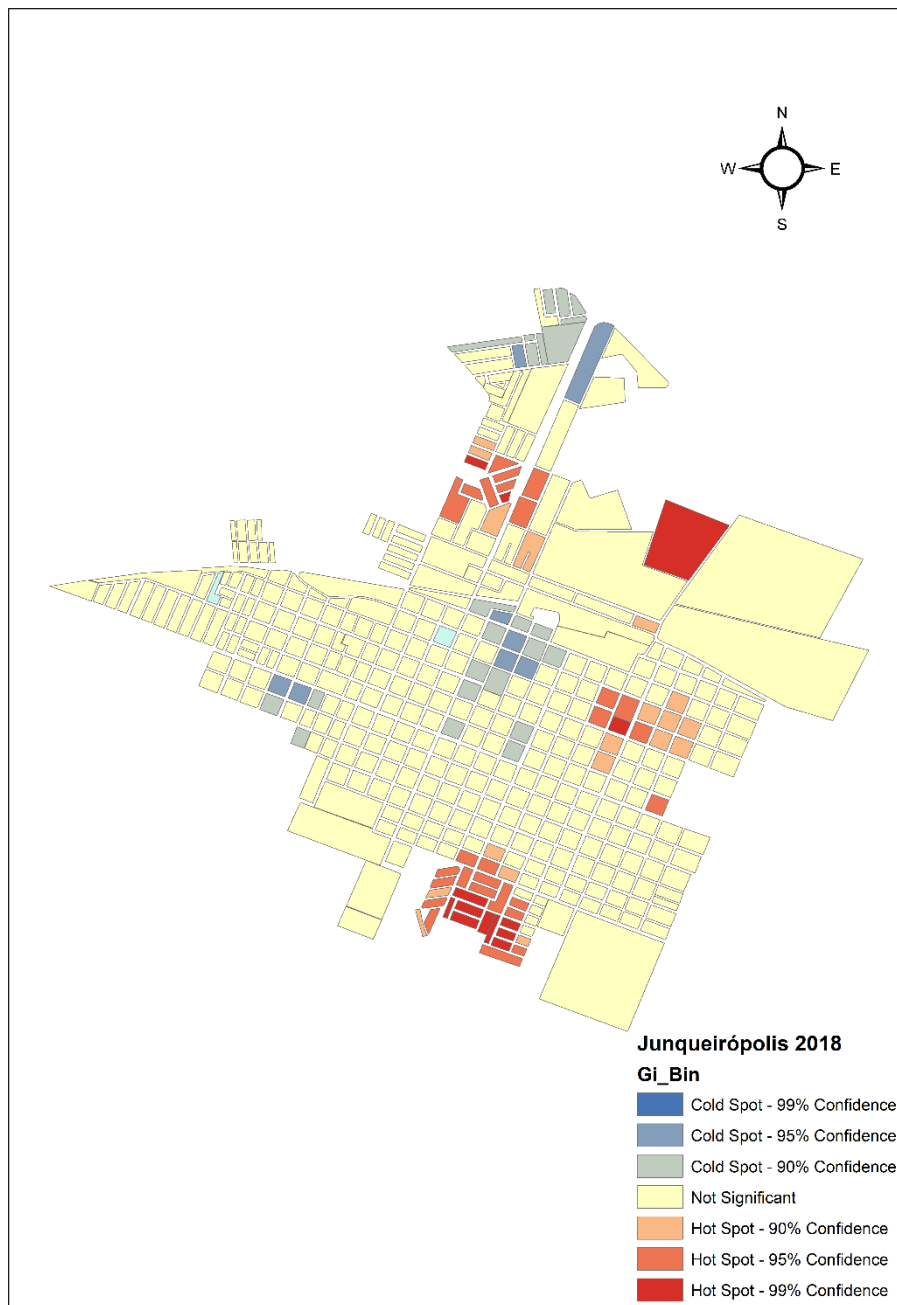 N
W E
S
Junqueirópolis 2018
Gi_Bin
Cold Spot - 99% Confidence
Cold Spot - 95% Confidence
Cold Spot - 90% Confidence
Not Significant
Hot Spot - 90% Confidence
Hot Spot - 95% Confidence
Hot Spot - 99% Confidence